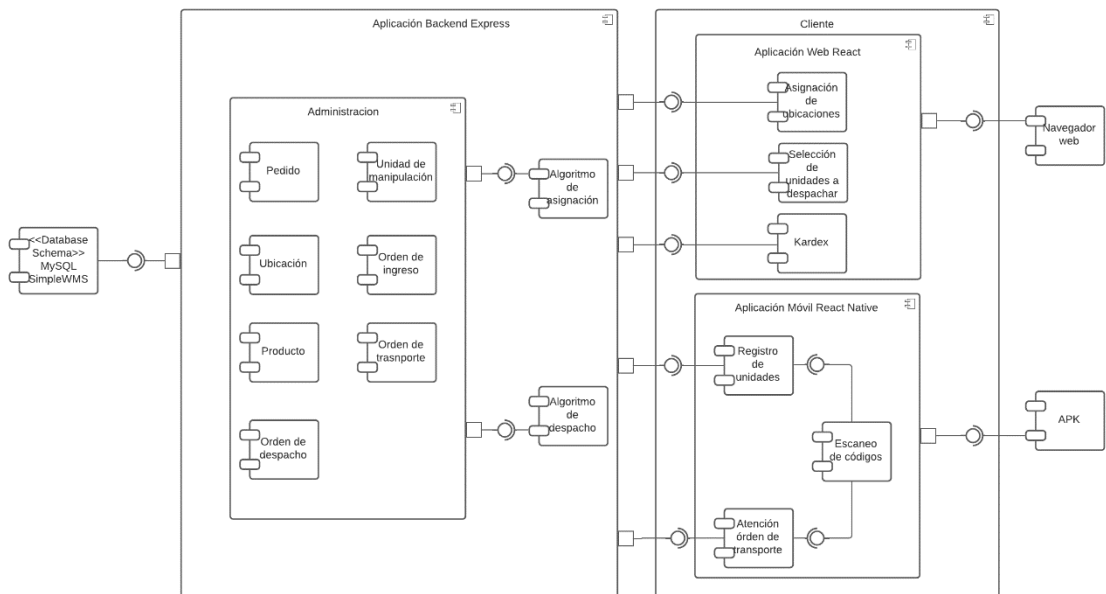 Aplicación Backend Express
Cliente
Aplicación Web React
Administracion
Pedido
Unidad de
manipulación
Ubicación
Orden de
ingreso
Producto
Orden de
trasnporte
Orden de
despacho
Algoritmo
de
asignación
Algoritmo
de
despacho
<<Database
Schema>>
MySQL
SimpleWMS
Asignación
de
ubicaciones
Selección
de
unidades a
despachar
Kardex
Navegador
web
Aplicación Móvil React Native
Registro
de
unidades
Escaneo
de códigos
Atención
órden de
transporte
APK